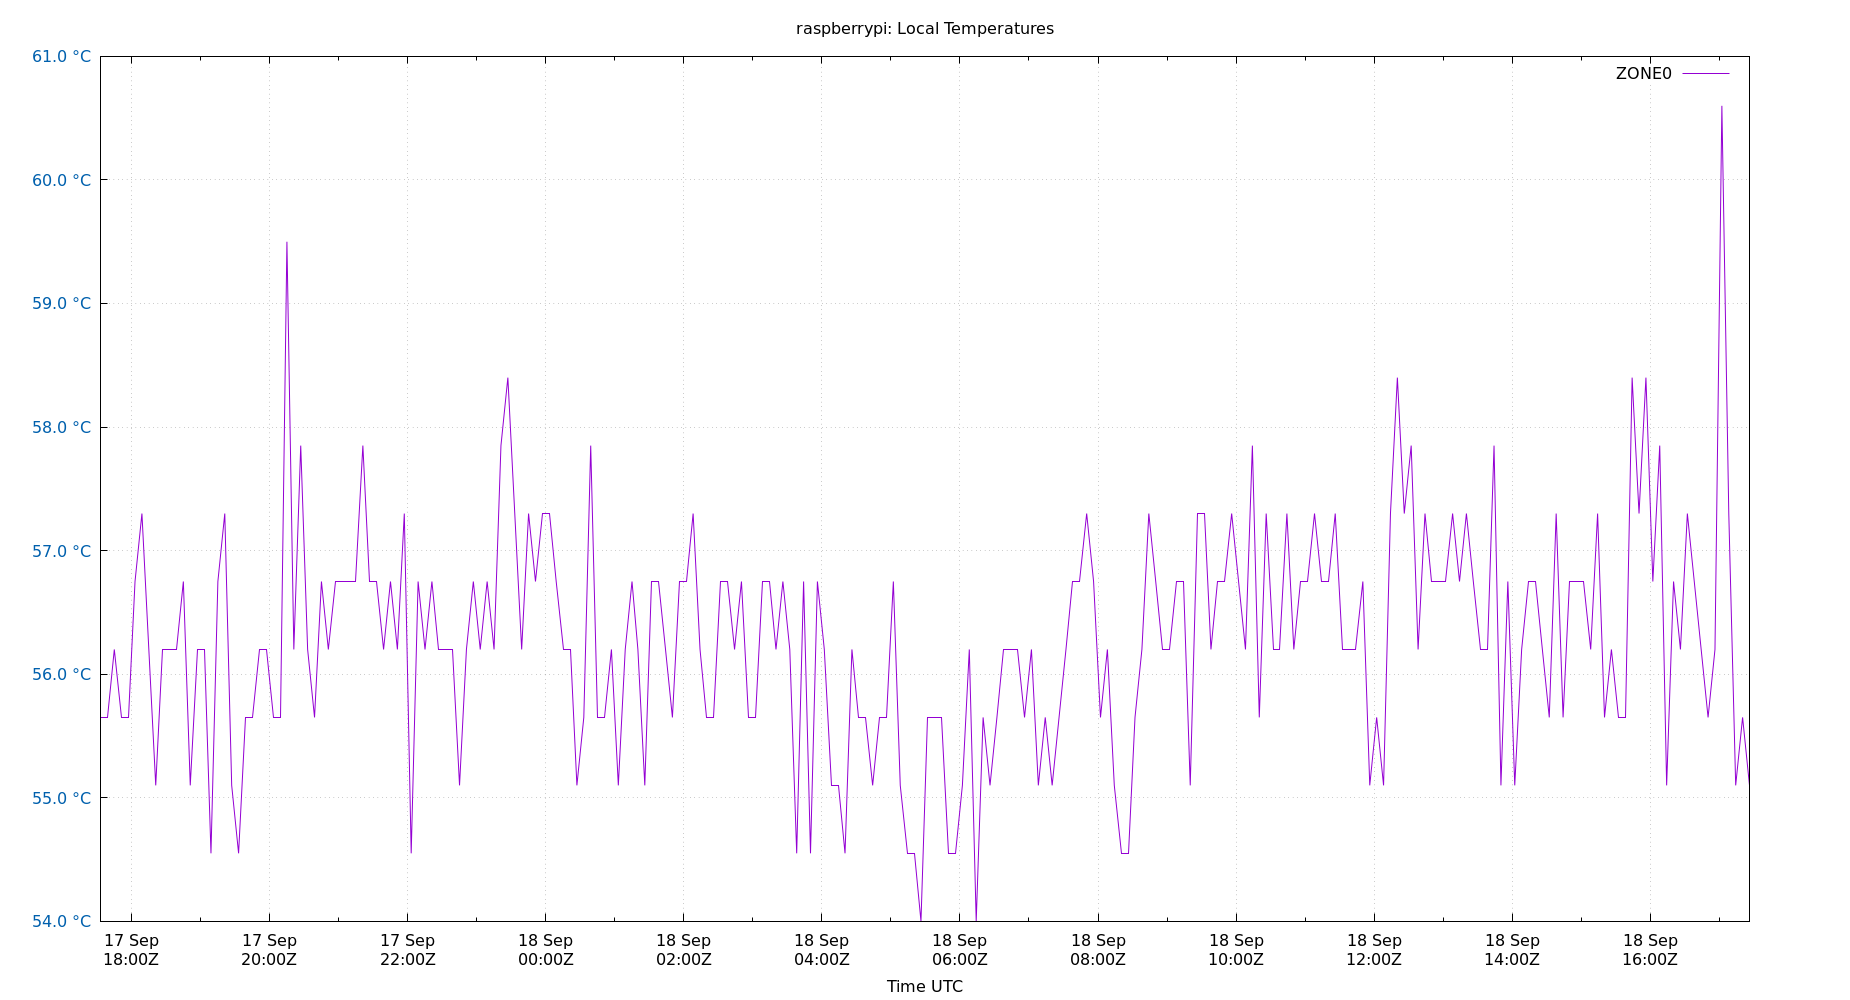 raspberrypi: Local Temperatures
61.0 °C
ZONE0
60.0 °C
59.0 °C
58.0 °C
57.0 °C
56.0 °C
55.0 °C
54.0 °C
17 Sep 17 Sep 17 Sep 18 Sep 18 Sep 18 Sep 18 Sep 18 Sep 18 Sep 18 Sep 18 Sep 18 Sep
18:00Z 20:00Z 22:00Z 00:00Z 02:00Z 04:00Z 06:00Z 08:00Z 10:00Z 12:00Z 14:00Z 16:00Z
Time UTC